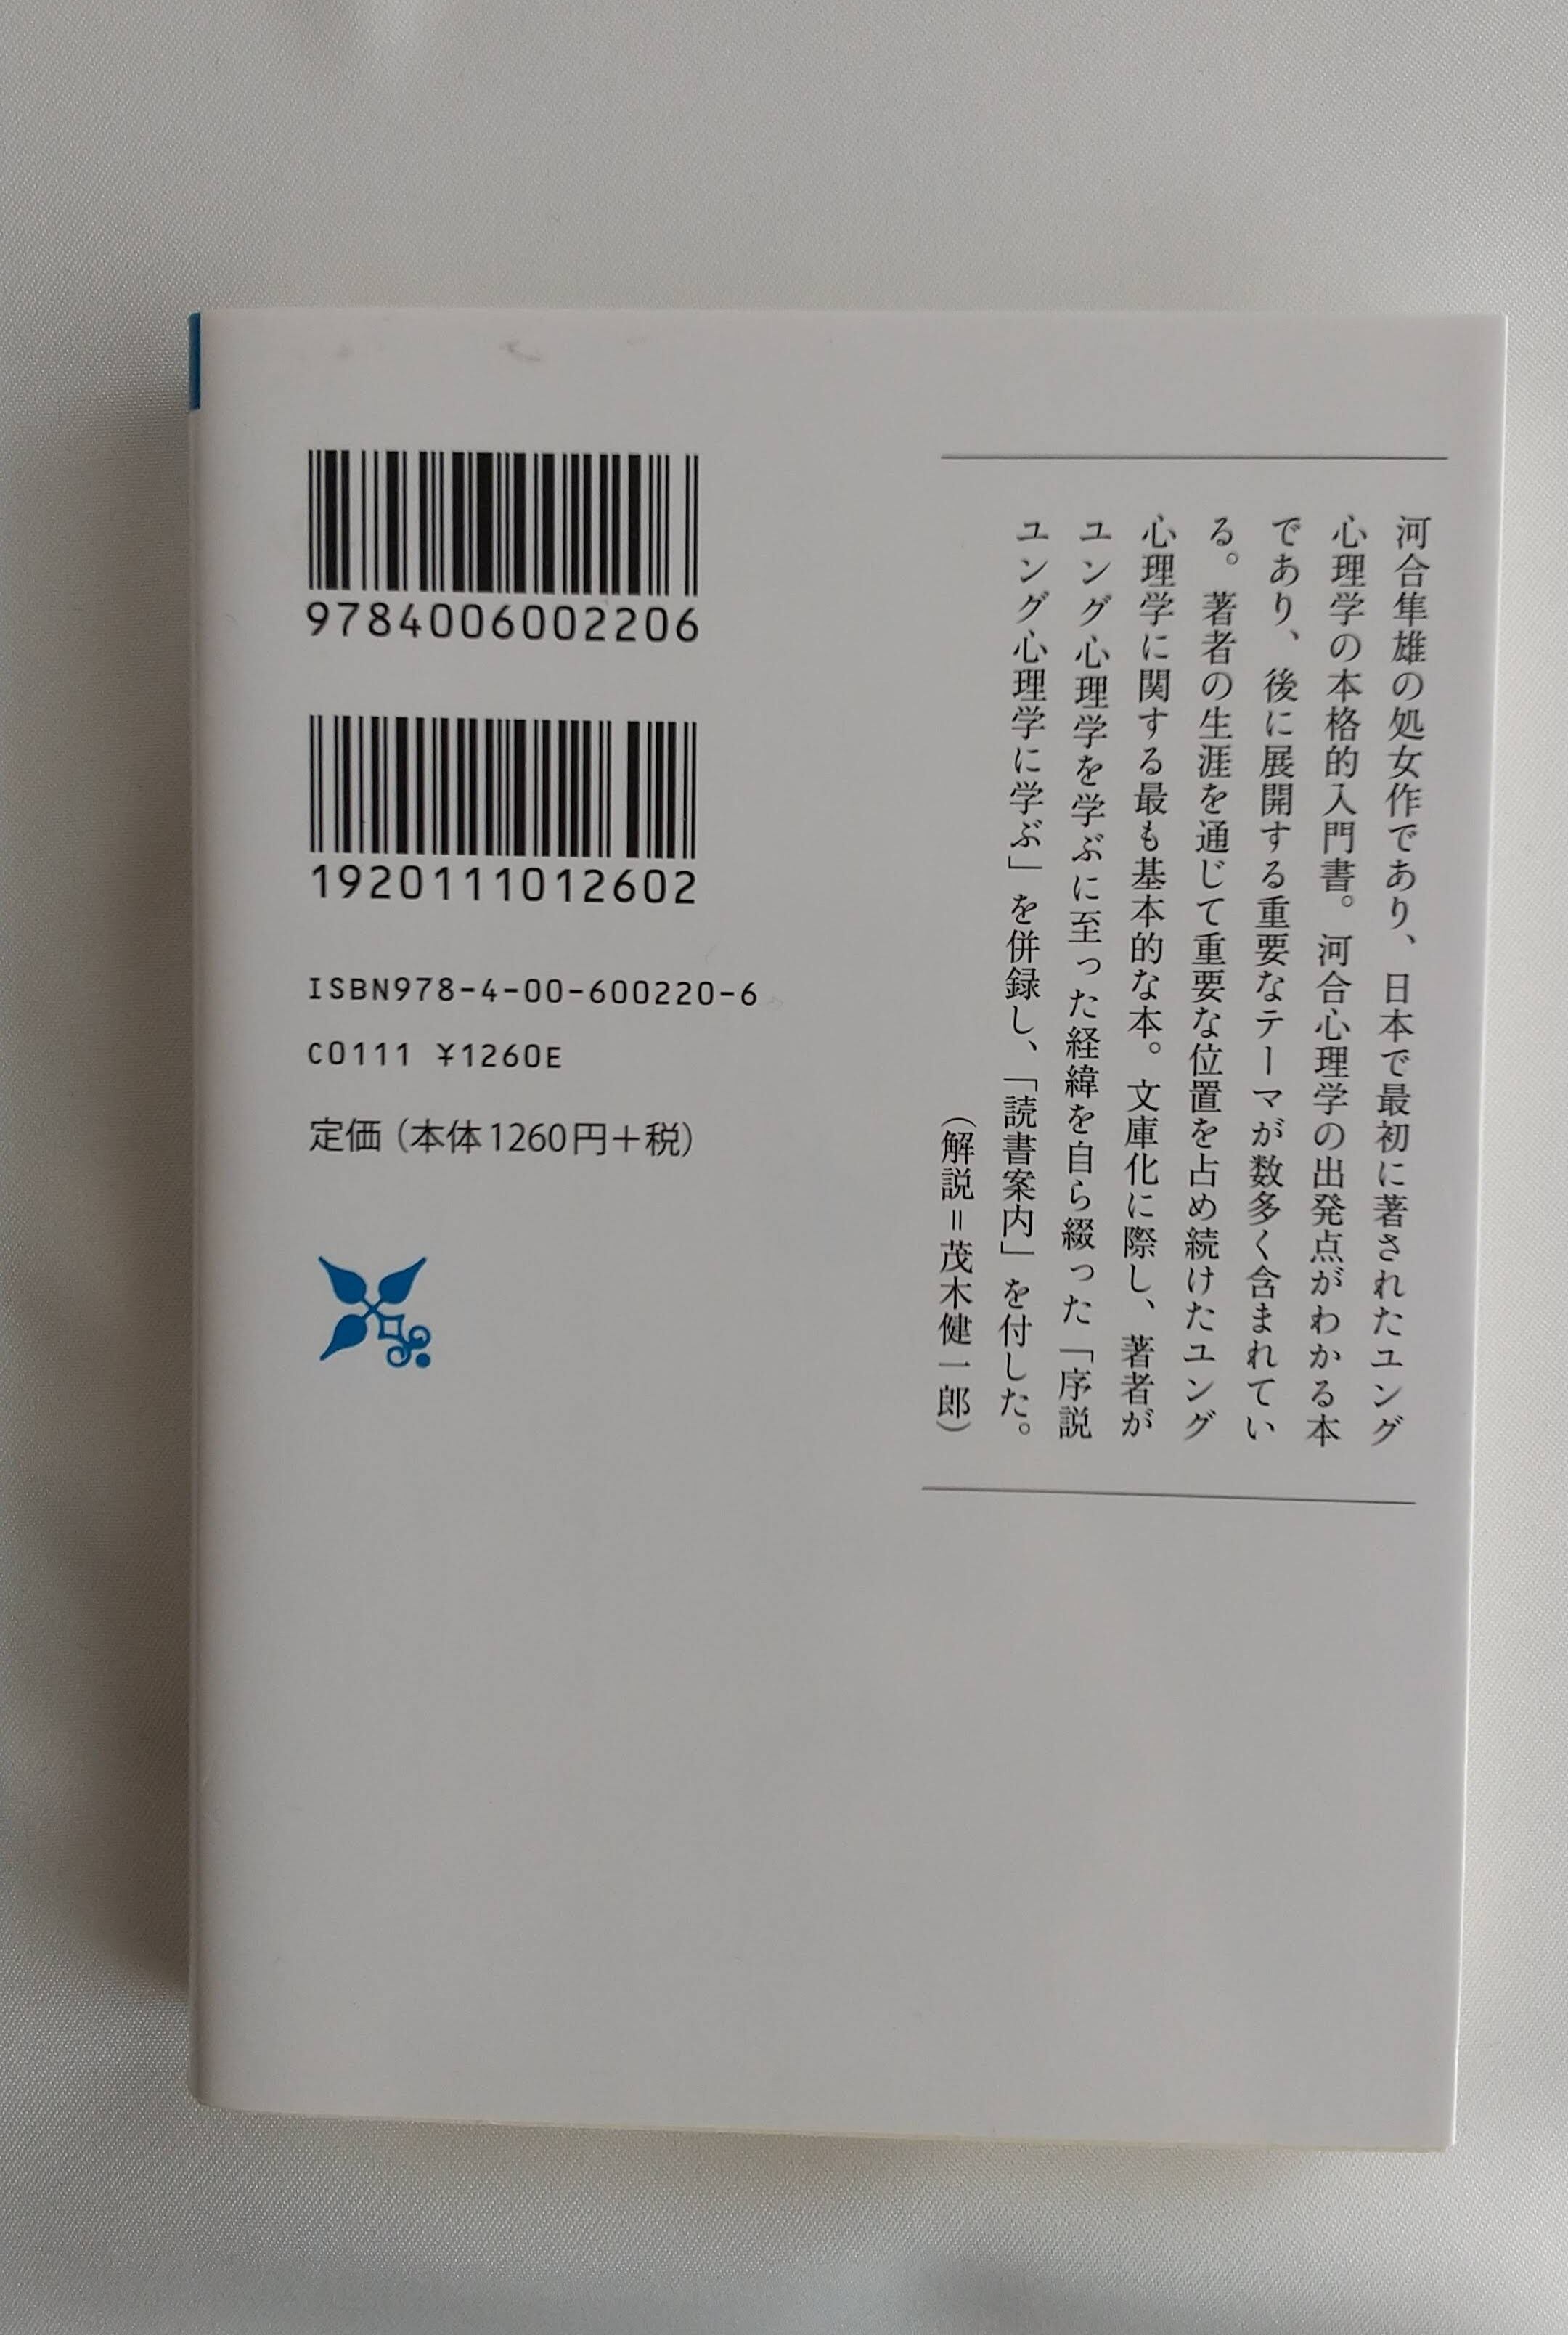 河合隼雄の処女作であり、日本で最初に著されたユング
心理学の本格的入門書。河合心理学の出発点がわかる本
であり、後に展開する重要なテーマが数多く含まれてい
る。著者の生涯を通じて重要な位置を占め続けたユング
心理学に関する最も基本的な本。文庫化に際し、著者が
ユング心理学を学ぶに至った経緯を自ら綴った「序説
ユング心理学に学ぶ」を併録し、「読書案内」を付した。
（解説＝茂木健一郎）
9784006002206
1920111012602
ISBN978-4-00-600220-6
C0111 ¥1260E
定価（本体1260円＋税）